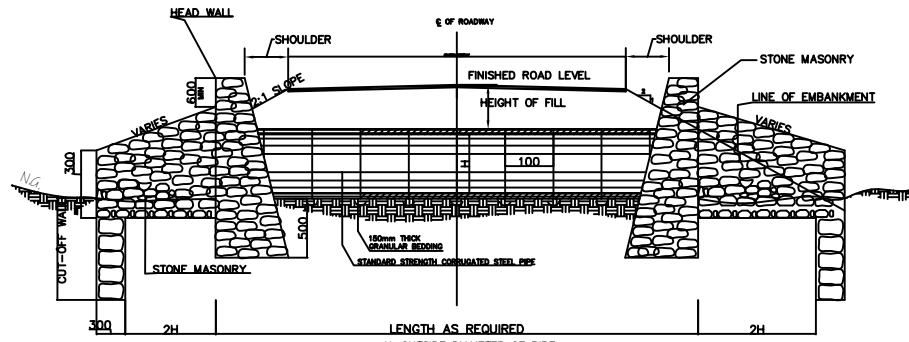 HEAD WALL
℄ OF ROADWAY
SHOULDER
SHOULDER
STONE MASONRY
600
MIN
2:1 SLOPE
FINISHED ROAD LEVEL
HEIGHT OF FILL
LINE OF EMBANKMENT
VARIES
VARIES
300
H
100
N.G.
CUT-OFF WALL
500
150mm THICK
GRANULAR BEDDING
STANDARD STRENGTH CORRUGATED STEEL PIPE
STONE MASONRY
300
2H
LENGTH AS REQUIRED
2H